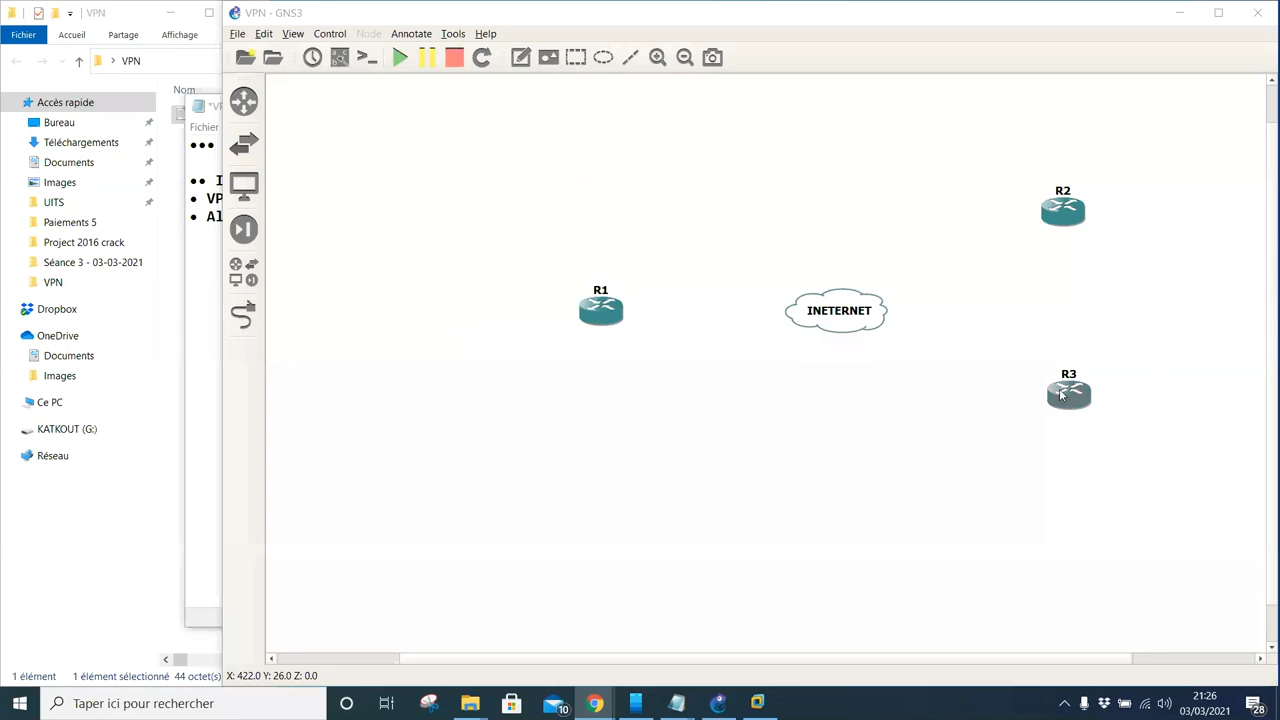 VPN
Fichier
Accueil
Partage
Affichage
VPN
Nom
Accès rapide
Bureau
Téléchargements
Documents
Images
UITS
Paiements 5
Project 2016 crack
Séance 3 - 03-03-2021
VPN
Dropbox
OneDrive
Documents
Images
Ce PC
KATKOUT (G:)
Réseau
1 élément
1 élément sélectionné 44 octet(s)
Fichier
•••
••
• VP
• Al
VPN - GNS3
File Edit View Control Node Annotate Tools Help
R2
R1
INETERNET
R3
X: 422.0 Y: 26.0 Z: 0.0
Taper ici pour rechercher
10
21:26
03/03/2021
28